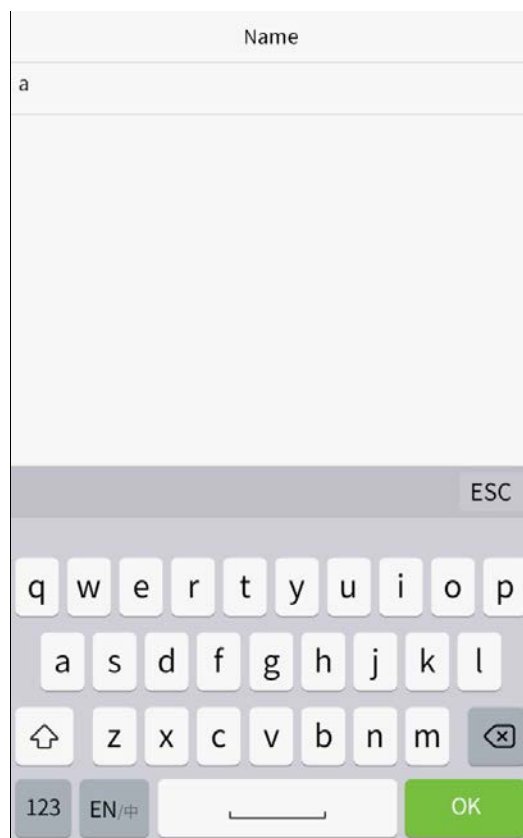 Name
a
ESC
q w e r t y u i o p
a s d f g h j k l
z x c v b n m
123 EN/中 OK